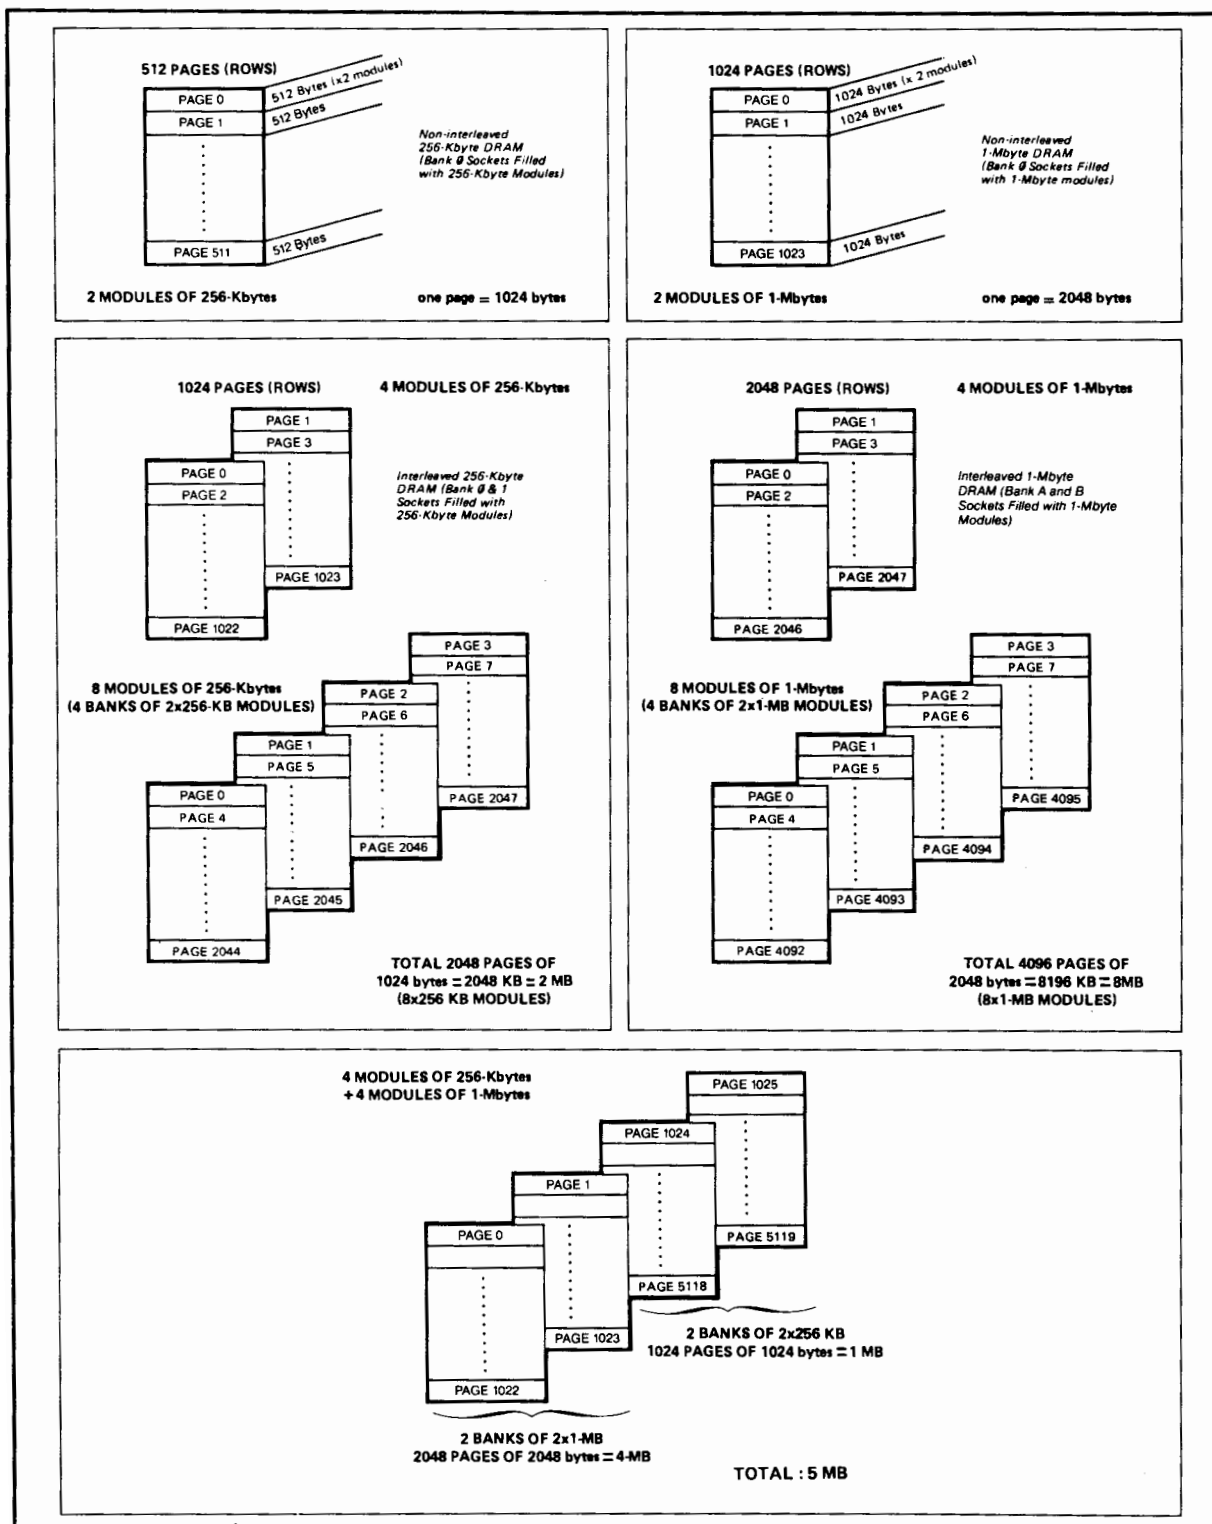 512 PAGES (ROWS)
512 Bytes (x2 modules)
PAGE 0
512 Bytes
PAGE 1
Non-interleaved
256-Kbyte DRAM
(Bank 0 Sockets Filled
with 256-Kbyte Modules)
512 Bytes
PAGE 511
2 MODULES OF 256-Kbytes
one page = 1024 bytes
1024 PAGES (ROWS)
1024 Bytes (x 2 modules)
PAGE 0
1024 Bytes
PAGE 1
Non-interleaved
1-Mbyte DRAM
(Bank 0 Sockets Filled
with 1-Mbyte modules)
1024 Bytes
PAGE 1023
2 MODULES OF 1-Mbytes
one page = 2048 bytes
1024 PAGES (ROWS)
4 MODULES OF 256-Kbytes
PAGE 1
PAGE 3
PAGE 0
PAGE 2
Interleaved 256-Kbyte
DRAM (Bank 0 & 1
Sockets Filled with
256-Kbyte Modules)
PAGE 1023
PAGE 1022
8 MODULES OF 256-Kbytes
(4 BANKS OF 2x256-KB MODULES)
PAGE 3
PAGE 7
PAGE 2
PAGE 6
PAGE 1
PAGE 5
PAGE 0
PAGE 4
PAGE 2047
PAGE 2046
PAGE 2045
PAGE 2044
TOTAL 2048 PAGES OF
1024 bytes = 2048 KB = 2 MB
(8x256 KB MODULES)
2048 PAGES (ROWS)
4 MODULES OF 1-Mbytes
PAGE 1
PAGE 3
PAGE 0
PAGE 2
Interleaved 1-Mbyte
DRAM (Bank A and B
Sockets Filled with 1-Mbyte
Modules)
PAGE 2047
PAGE 2046
8 MODULES OF 1-Mbytes
(4 BANKS OF 2x1-MB MODULES)
PAGE 3
PAGE 7
PAGE 2
PAGE 6
PAGE 1
PAGE 5
PAGE 0
PAGE 4
PAGE 4095
PAGE 4094
PAGE 4093
PAGE 4092
TOTAL 4096 PAGES OF
2048 bytes = 8196 KB = 8MB
(8x1-MB MODULES)
4 MODULES OF 256-Kbytes
+4 MODULES OF 1-Mbytes
PAGE 1025
PAGE 1024
PAGE 1
PAGE 0
PAGE 5119
PAGE 5118
PAGE 1023
PAGE 1022
2 BANKS OF 2x256 KB
1024 PAGES OF 1024 bytes = 1 MB
2 BANKS OF 2x1-MB
2048 PAGES OF 2048 bytes = 4-MB
TOTAL : 5 MB